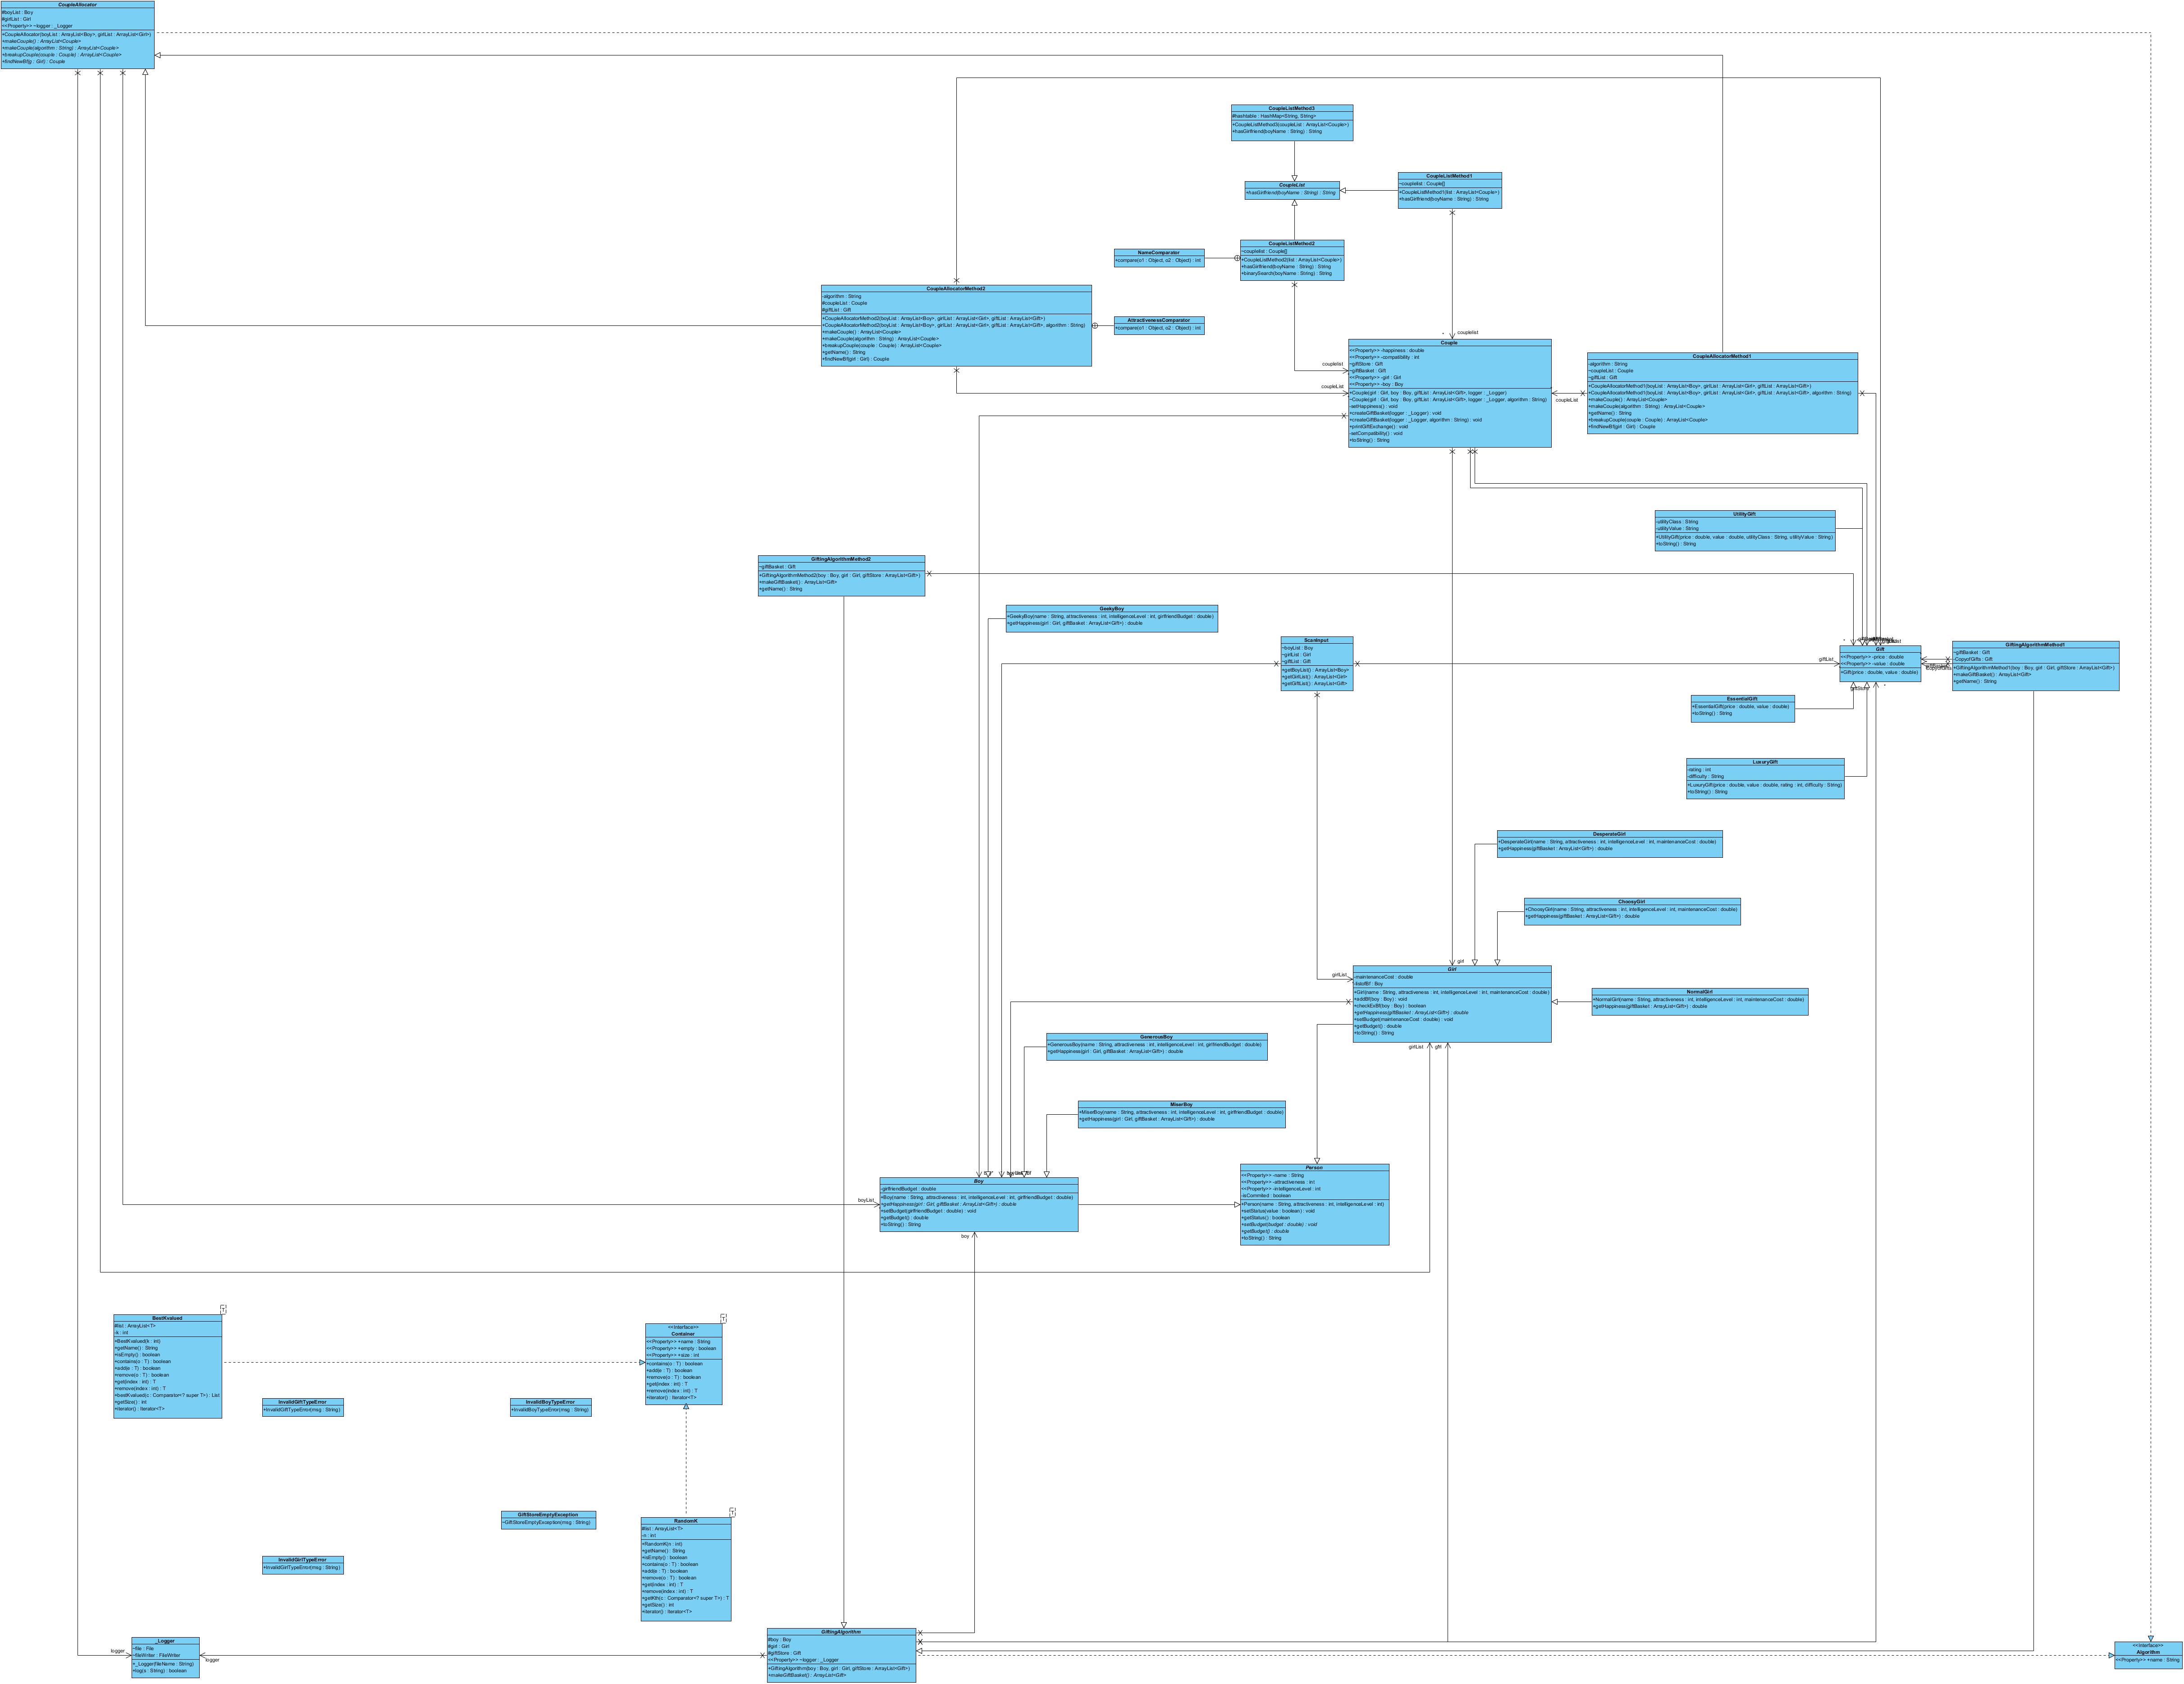 CoupleAllocator
#boyList : Boy
#girlList : Girl
<<Property>> ~logger : _Logger
+CoupleAllocator(boyList : ArrayList<Boy>, girlList : ArrayList<Girl>)
+makeCouple() : ArrayList<Couple>
+makeCouple(algorithm : String) : ArrayList<Couple>
+breakupCouple(couple : Couple) : ArrayList<Couple>
+findNewBf(g : Girl) : Couple
CoupleListMethod3
#hashtable : HashMap<String, String>
+CoupleListMethod3(coupleList : ArrayList<Couple>)
+hasGirlfriend(boyName : String) : String
CoupleList
+hasGirlfriend(boyName : String) : String
CoupleListMethod1
~couplelist : Couple[]
+CoupleListMethod1(list : ArrayList<Couple>)
+hasGirlfriend(boyName : String) : String
NameComparator
+compare(o1 : Object, o2 : Object) : int
CoupleListMethod2
~couplelist : Couple[]
+CoupleListMethod2(list : ArrayList<Couple>)
+hasGirlfriend(boyName : String) : String
+binarySearch(boyName : String) : String
CoupleAllocatorMethod2
-algorithm : String
#coupleList : Couple
#giftList : Gift
+CoupleAllocatorMethod2(boyList : ArrayList<Boy>, girlList : ArrayList<Girl>, giftList : ArrayList<Gift>)
+CoupleAllocatorMethod2(boyList : ArrayList<Boy>, girlList : ArrayList<Girl>, giftList : ArrayList<Gift>, algorithm : String)
+makeCouple() : ArrayList<Couple>
+makeCouple(algorithm : String) : ArrayList<Couple>
+breakupCouple(couple : Couple) : ArrayList<Couple>
+getName() : String
+findNewBf(girl : Girl) : Couple
AttractivenessComparator
+compare(o1 : Object, o2 : Object) : int
* couplelist
couplelist
coupleList
Couple
<<Property>> -happiness : double
<<Property>> -compatibility : int
~giftStore : Gift
~giftBasket : Gift
<<Property>> -girl : Girl
<<Property>> -boy : Boy
+Couple(girl : Girl, boy : Boy, giftList : ArrayList<Gift>, logger : _Logger)
~Couple(girl : Girl, boy : Boy, giftList : ArrayList<Gift>, logger : _Logger, algorithm : String)
-setHappiness() : void
+createGiftBasket(logger : _Logger) : void
+createGiftBasket(logger : _Logger, algorithm : String) : void
+printGiftExchange() : void
-setCompatibility() : void
+toString() : String
coupleList
CoupleAllocatorMethod1
-algorithm : String
~coupleList : Couple
~giftList : Gift
+CoupleAllocatorMethod1(boyList : ArrayList<Boy>, girlList : ArrayList<Girl>, giftList : ArrayList<Gift>)
+CoupleAllocatorMethod1(boyList : ArrayList<Boy>, girlList : ArrayList<Girl>, giftList : ArrayList<Gift>, algorithm : String)
+makeCouple() : ArrayList<Couple>
+makeCouple(algorithm : String) : ArrayList<Couple>
+getName() : String
+breakupCouple(couple : Couple) : ArrayList<Couple>
+findNewBf(girl : Girl) : Couple
UtilityGift
-utilityClass : String
-utilityValue : String
+UtilityGift(price : double, value : double, utilityClass : String, utilityValue : String)
+toString() : String
GiftingAlgorithmMethod2
~giftBasket : Gift
+GiftingAlgorithmMethod2(boy : Boy, girl : Girl, giftStore : ArrayList<Gift>)
+makeGiftBasket() : ArrayList<Gift>
+getName() : String
GeekyBoy
+GeekyBoy(name : String, attractiveness : int, intelligenceLevel : int, girlfriendBudget : double)
+getHappiness(girl : Girl, giftBasket : ArrayList<Gift>) : double
ScanInput
~boyList : Boy
~girlList : Girl
~giftList : Gift
+getBoyList() : ArrayList<Boy>
+getGirlList() : ArrayList<Girl>
+getGiftList() : ArrayList<Gift>
giftList
Gift
<<Property>> -price : double
<<Property>> -value : double
+Gift(price : double, value : double)
GiftingAlgorithmMethod1
~giftBasket : Gift
-CopyofGifts : Gift
+GiftingAlgorithmMethod1(boy : Boy, girl : Girl, giftStore : ArrayList<Gift>)
+makeGiftBasket() : ArrayList<Gift>
+getName() : String
EssentialGift
+EssentialGift(price : double, value : double)
+toString() : String
LuxuryGift
-rating : int
-difficulty : String
+LuxuryGift(price : double, value : double, rating : int, difficulty : String)
+toString() : String
DesperateGirl
+DesperateGirl(name : String, attractiveness : int, intelligenceLevel : int, maintenanceCost : double)
+getHappiness(giftBasket : ArrayList<Gift>) : double
ChoosyGirl
+ChoosyGirl(name : String, attractiveness : int, intelligenceLevel : int, maintenanceCost : double)
+getHappiness(giftBasket : ArrayList<Gift>) : double
girl
girlList
Girl
-maintenanceCost : double
-listofBf : Boy
+Girl(name : String, attractiveness : int, intelligenceLevel : int, maintenanceCost : double)
+addBf(boy : Boy) : void
+checkExBf(boy : Boy) : boolean
+getHappiness(giftBasket : ArrayList<Gift>) : double
+setBudget(maintenanceCost : double) : void
+getBudget() : double
+toString() : String
girlList girl
NormalGirl
+NormalGirl(name : String, attractiveness : int, intelligenceLevel : int, maintenanceCost : double)
+getHappiness(giftBasket : ArrayList<Gift>) : double
GenerousBoy
+GenerousBoy(name : String, attractiveness : int, intelligenceLevel : int, girlfriendBudget : double)
+getHappiness(girl : Girl, giftBasket : ArrayList<Gift>) : double
MiserBoy
+MiserBoy(name : String, attractiveness : int, intelligenceLevel : int, girlfriendBudget : double)
+getHappiness(girl : Girl, giftBasket : ArrayList<Gift>) : double
boyList
Boy
-girlfriendBudget : double
+Boy(name : String, attractiveness : int, intelligenceLevel : int, girlfriendBudget : double)
+getHappiness(girl : Girl, giftBasket : ArrayList<Gift>) : double
+setBudget(girlfriendBudget : double) : void
+getBudget() : double
+toString() : String
boy
Person
<<Property>> -name : String
<<Property>> -attractiveness : int
<<Property>> -intelligenceLevel : int
-isCommited : boolean
+Person(name : String, attractiveness : int, intelligenceLevel : int)
+setStatus(value : boolean) : void
+getStatus() : boolean
+setBudget(budget : double) : void
+getBudget() : double
+toString() : String
T
BestKvalued
#list : ArrayList<T>
-k : int
+BestKvalued(k : int)
+getName() : String
+isEmpty() : boolean
+contains(o : T) : boolean
+add(e : T) : boolean
+remove(o : T) : boolean
+get(index : int) : T
+remove(index : int) : T
+bestKvalued(c : Comparator<? super T>) : List
+getSize() : int
+iterator() : Iterator<T>
T
<<Interface>>
Container
<<Property>> +name : String
<<Property>> +empty : boolean
<<Property>> +size : int
+contains(o : T) : boolean
+add(e : T) : boolean
+remove(o : T) : boolean
+get(index : int) : T
+remove(index : int) : T
+iterator() : Iterator<T>
InvalidGiftTypeError
+InvalidGiftTypeError(msg : String)
InvalidBoyTypeError
+InvalidBoyTypeError(msg : String)
GiftStoreEmptyException
~GiftStoreEmptyException(msg : String)
InvalidGirlTypeError
+InvalidGirlTypeError(msg : String)
T
RandomK
#list : ArrayList<T>
-n : int
+RandomK(n : int)
+getName() : String
+isEmpty() : boolean
+contains(o : T) : boolean
+add(e : T) : boolean
+remove(o : T) : boolean
+get(index : int) : T
+remove(index : int) : T
+getKth(c : Comparator<? super T>) : T
+getSize() : int
+iterator() : Iterator<T>
logger
_Logger
~file : File
~fileWriter : FileWriter
+_Logger(fileName : String)
+log(s : String) : boolean
logger
GiftingAlgorithm
#boy : Boy
#girl : Girl
#giftStore : Gift
<<Property>> ~logger : _Logger
+GiftingAlgorithm(boy : Boy, girl : Girl, giftStore : ArrayList<Gift>)
+makeGiftBasket() : ArrayList<Gift>
<<Interface>>
Algorithm
<<Property>> +name : String